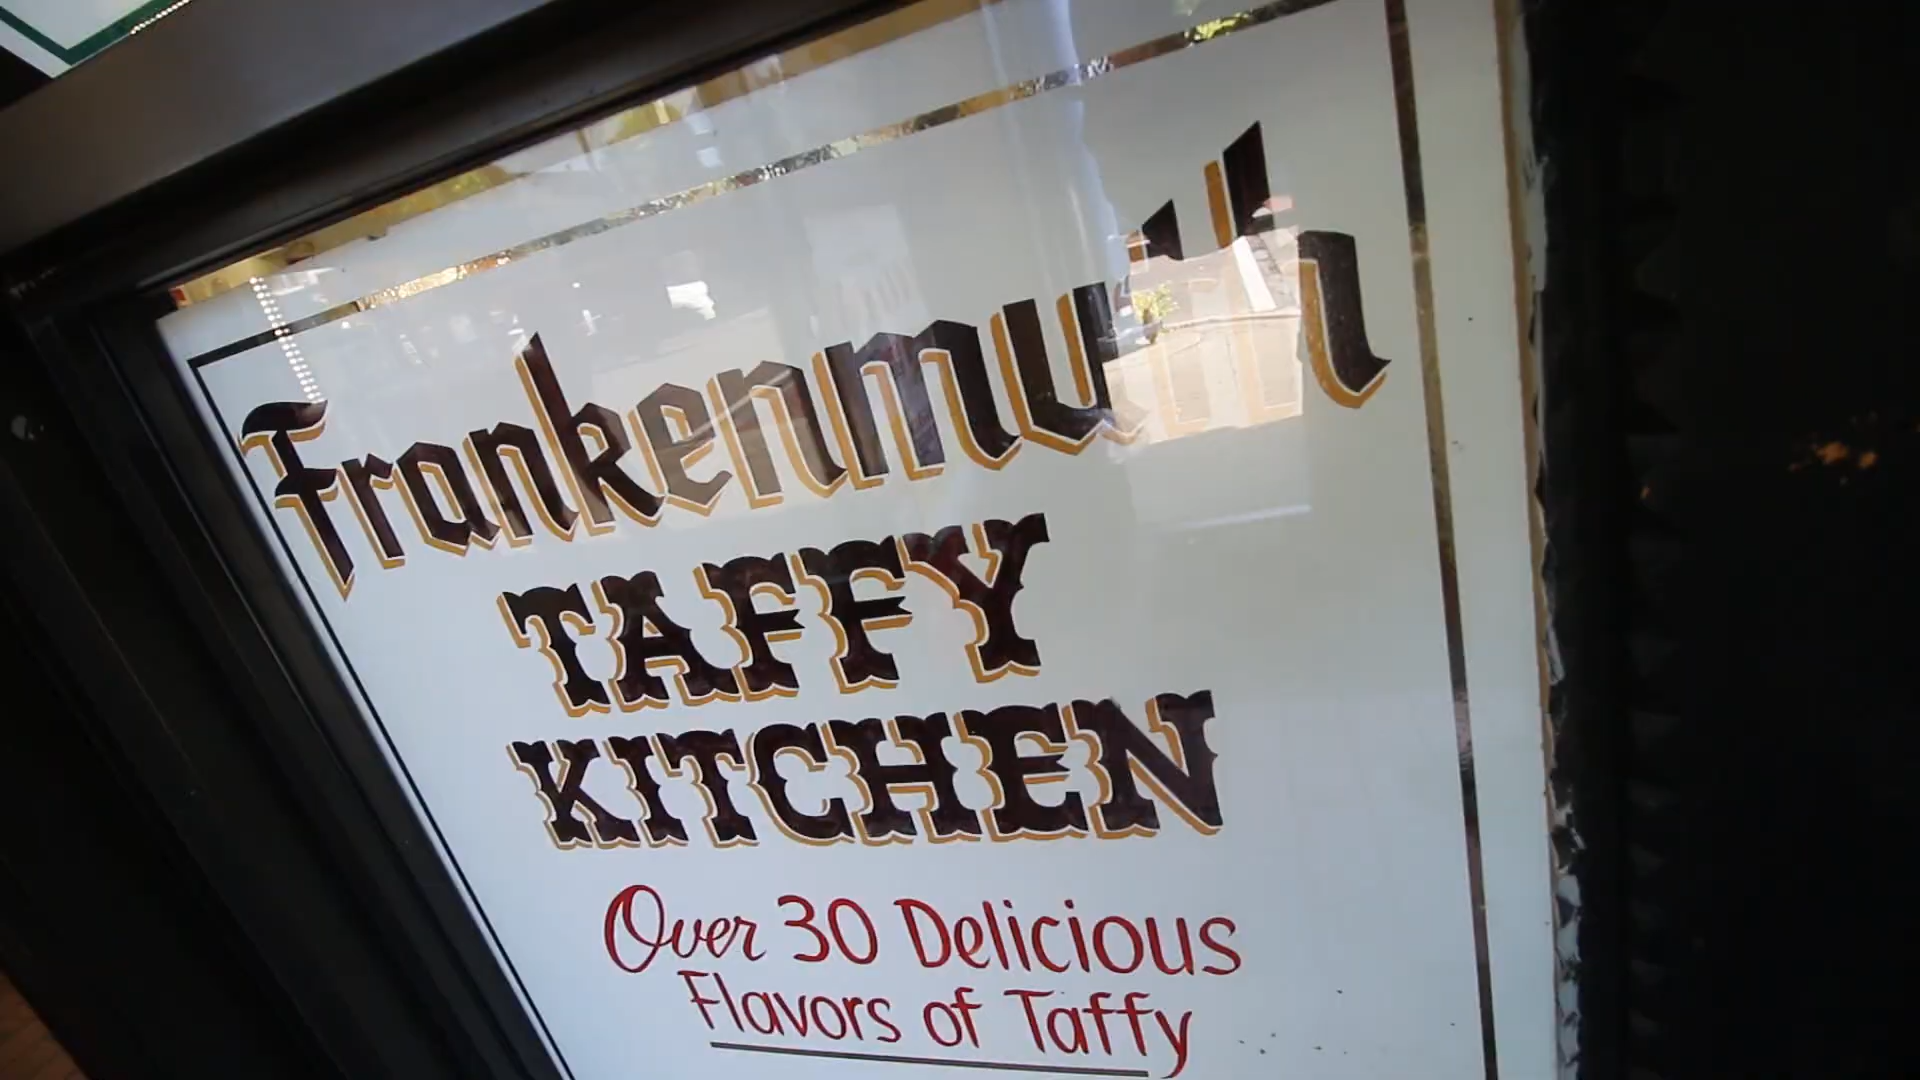 Frankenmuth
TAFFY
KITCHEN
Over 30 Delicious
Flavors of Taffy